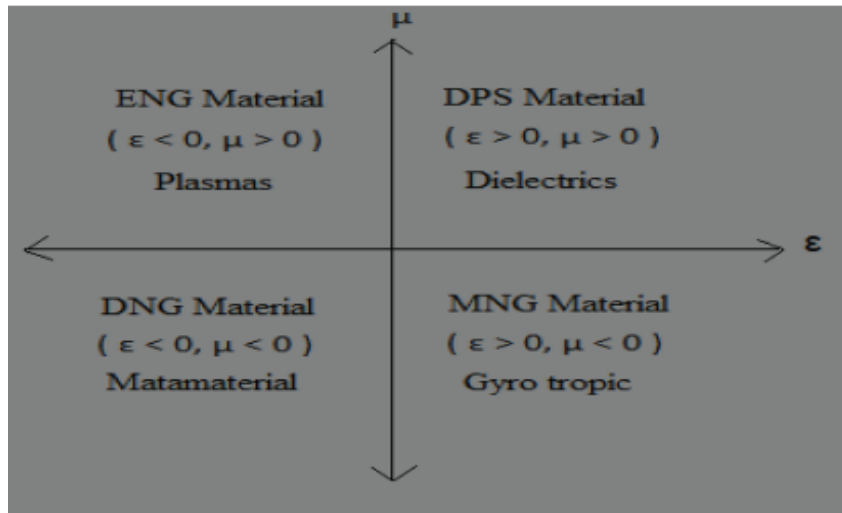 μ
ENG Material
( ε < 0, μ > 0 )
Plasmas
DPS Material
( ε > 0, μ > 0 )
Dielectrics
ε
DNG Material
( ε < 0, μ < 0 )
Matamaterial
MNG Material
( ε > 0, μ < 0 )
Gyro tropic